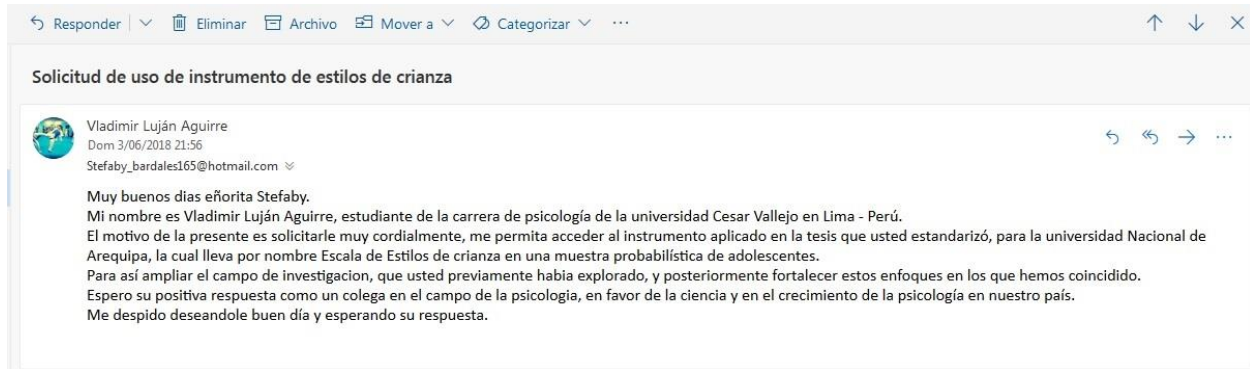 Responder Eliminar Archivo Mover a Categorizar ...
Solicitud de uso de instrumento de estilos de crianza
Vladimir Luján Aguirre
Dom 3/06/2018 21:56
Stefaby_bardales165@hotmail.com
Muy buenos dias eñorita Stefaby.
Mi nombre es Vladimir Luján Aguirre, estudiante de la carrera de psicología de la universidad Cesar Vallejo en Lima - Perú.
El motivo de la presente es solicitarle muy cordialmente, me permita acceder al instrumento aplicado en la tesis que usted estandarizó, para la universidad Nacional de
Arequipa, la cual lleva por nombre Escala de Estilos de crianza en una muestra probabilística de adolescentes.
Para así ampliar el campo de investigacion, que usted previamente habia explorado, y posteriormente fortalecer estos enfoques en los que hemos coincidido.
Espero su positiva respuesta como un colega en el campo de la psicologia, en favor de la ciencia y en el crecimiento de la psicología en nuestro país.
Me despido deseandole buen día y esperando su respuesta.